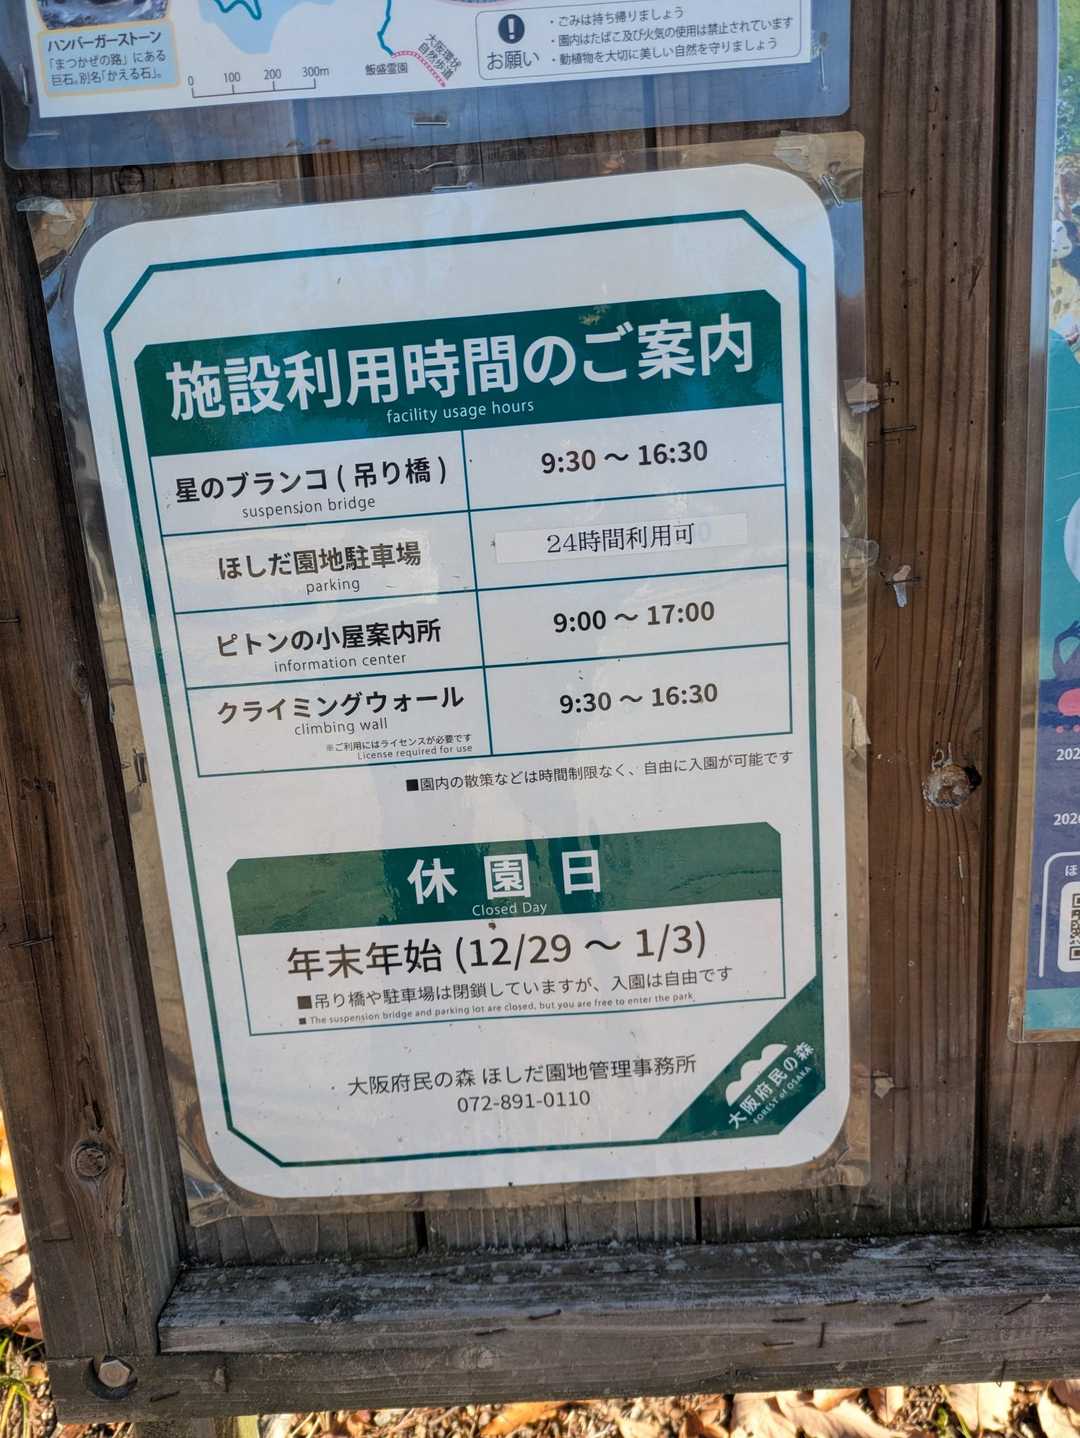 ハンバーガーストーン
「まつかぜの路」にある
巨石。別名「かえる石」。
0 100 200 300m
飯盛霊園
大阪環状
自然歩道
お願い
・ごみは持ち帰りましょう
・園内はたばこ及び火気の使用は禁止されています
・動植物を大切に美しい自然を守りましょう
施設利用時間のご案内
facility usage hours
星のブランコ(吊り橋)
suspension bridge
9:30 〜 16:30
ほしだ園地駐車場
parking
24時間利用可
ピトンの小屋案内所
information center
9:00 〜 17:00
クライミングウォール
climbing wall
※ご利用にはライセンスが必要です
License required for use
9:30 〜 16:30
■園内の散策などは時間制限なく、自由に入園が可能です
休園日
Closed Day
年末年始 (12/29 〜 1/3)
■吊り橋や駐車場は閉鎖していますが、入園は自由です
■ The suspension bridge and parking lot are closed, but you are free to enter the park
大阪府民の森 ほしだ園地管理事務所
072-891-0110
大阪府民の森
FOREST of OSAKA